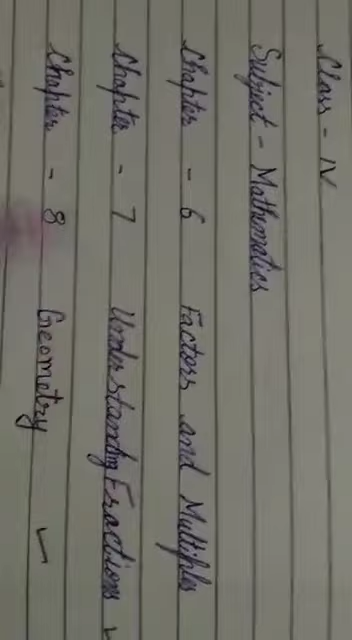 Class - IV
Subject - Mathematics
Chapter - 6 Factors and Multiples
Chapter - 7 Understanding Fractions ✓
Chapter - 8 Geometry ✓